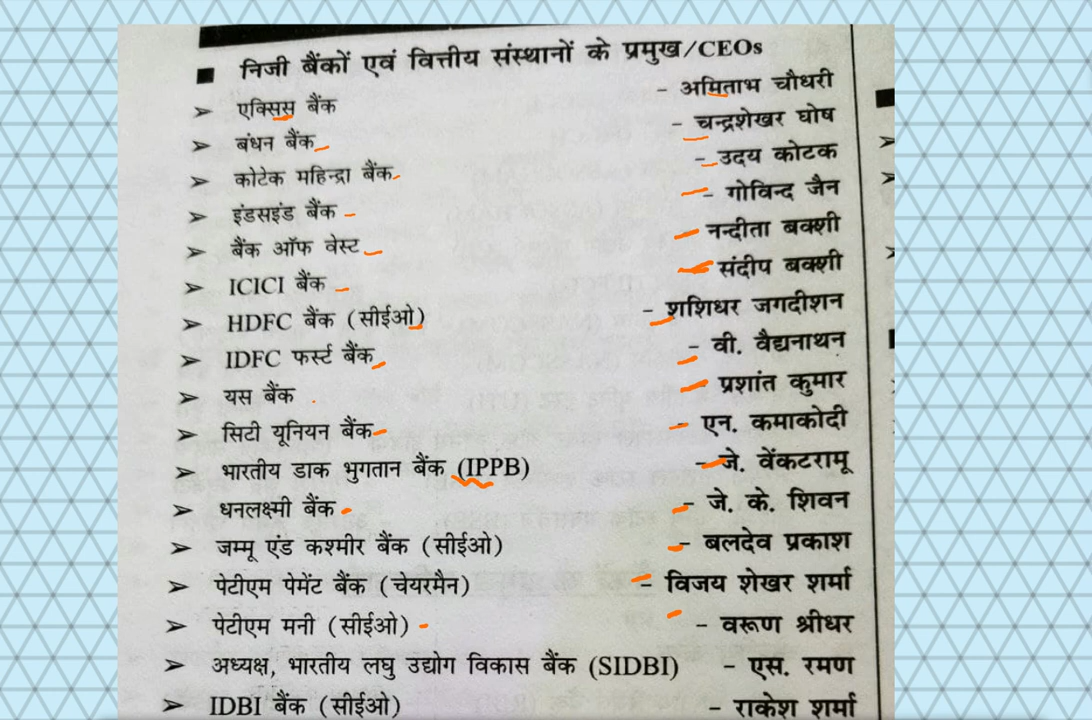 ■ निजी बैंकों एवं वित्तीय संस्थानों के प्रमुख/CEOs
➤ एक्सिस बैंक – अमिताभ चौधरी
➤ बंधन बैंक – चन्द्रशेखर घोष
➤ कोटेक महिन्द्रा बैंक – उदय कोटक
➤ इंडसइंड बैंक – गोविन्द जैन
➤ बैंक ऑफ वेस्ट – नन्दीता बक्शी
➤ ICICI बैंक – संदीप बक्शी
➤ HDFC बैंक (सीईओ) – शशिधर जगदीशन
➤ IDFC फर्स्ट बैंक – वी. वैद्यनाथन
➤ यस बैंक – प्रशांत कुमार
➤ सिटी यूनियन बैंक – एन. कमाकोदी
➤ भारतीय डाक भुगतान बैंक (IPPB) – जे. वेंकटरामू
➤ धनलक्ष्मी बैंक – जे. के. शिवन
➤ जम्मू एंड कश्मीर बैंक (सीईओ) – बलदेव प्रकाश
➤ पेटीएम पेमेंट बैंक (चेयरमैन) – विजय शेखर शर्मा
➤ पेटीएम मनी (सीईओ) – वरूण श्रीधर
➤ अध्यक्ष, भारतीय लघु उद्योग विकास बैंक (SIDBI) – एस. रमण
➤ IDBI बैंक (सीईओ) – राकेश शर्मा